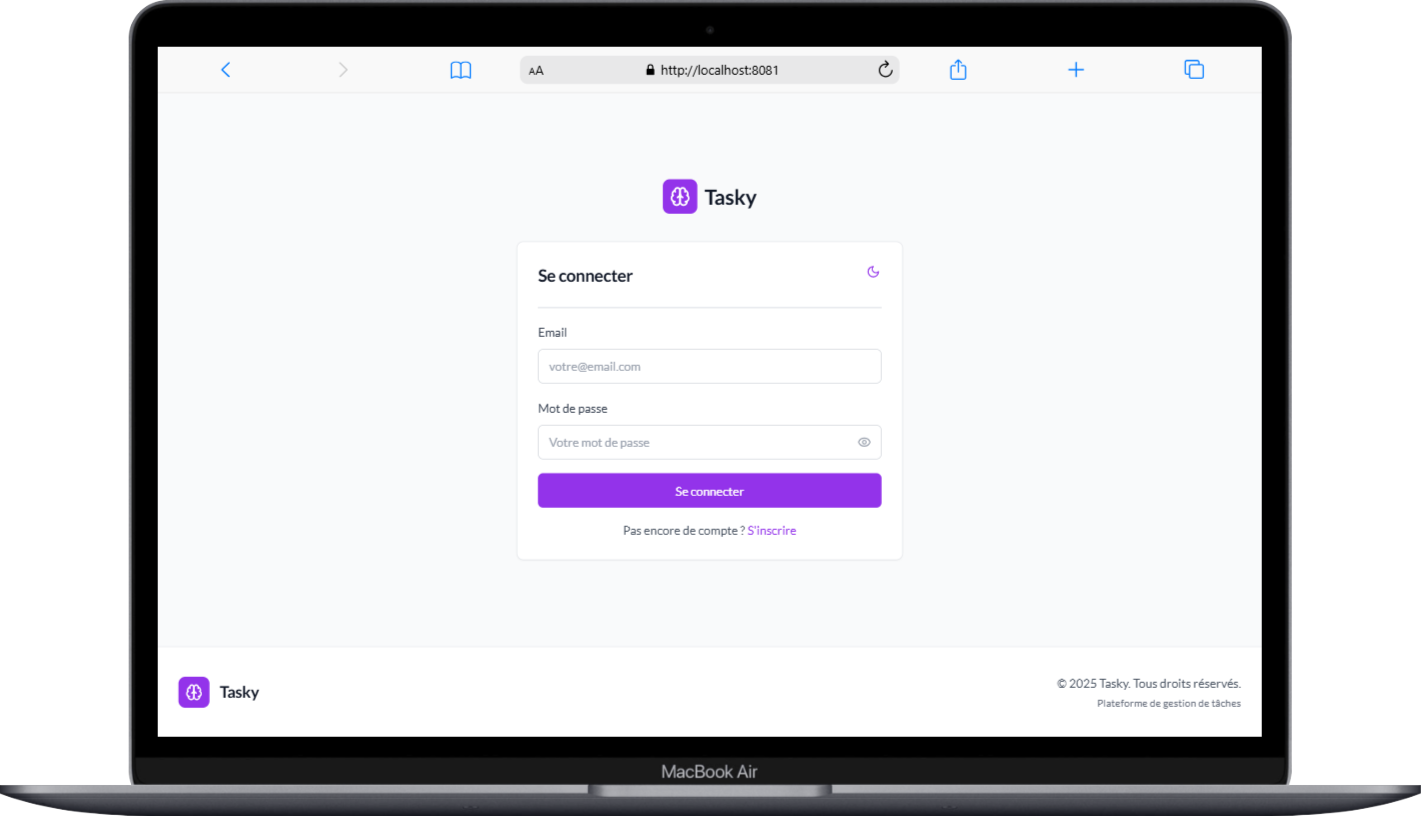 AA
http://localhost:8081
Tasky
Se connecter
Email
votre@email.com
Mot de passe
Votre mot de passe
Se connecter
Pas encore de compte ? S'inscrire
Tasky
© 2025 Tasky. Tous droits réservés.
Plateforme de gestion de tâches
MacBook Air